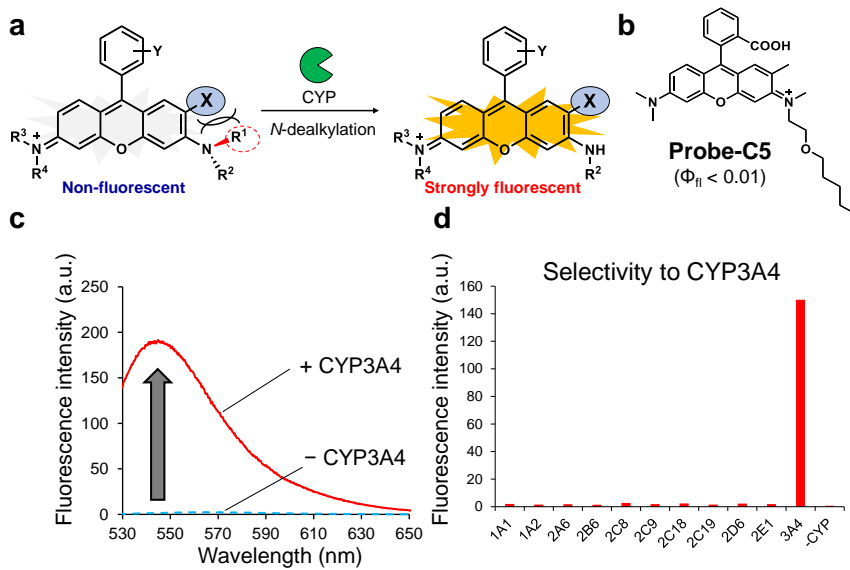 a
Y
X
R¹
R³
N
+
R⁴
O
N
R²
Non-fluorescent
CYP
N-dealkylation
Y
X
R³
N
+
R⁴
O
NH
R²
Strongly fluorescent
b
COOH
N
O
N
+
O
Probe-C5
(Φfl < 0.01)
c
Fluorescence intensity (a.u.)
250
200
150
100
50
0
+ CYP3A4
− CYP3A4
530 550 570 590 610 630 650
Wavelength (nm)
d
Selectivity to CYP3A4
Fluorescence intensity (a.u.)
160
140
120
100
80
60
40
20
0
1A1 1A2 2A6 2B6 2C8 2C9 2C18 2C19 2D6 2E1 3A4 -CYP